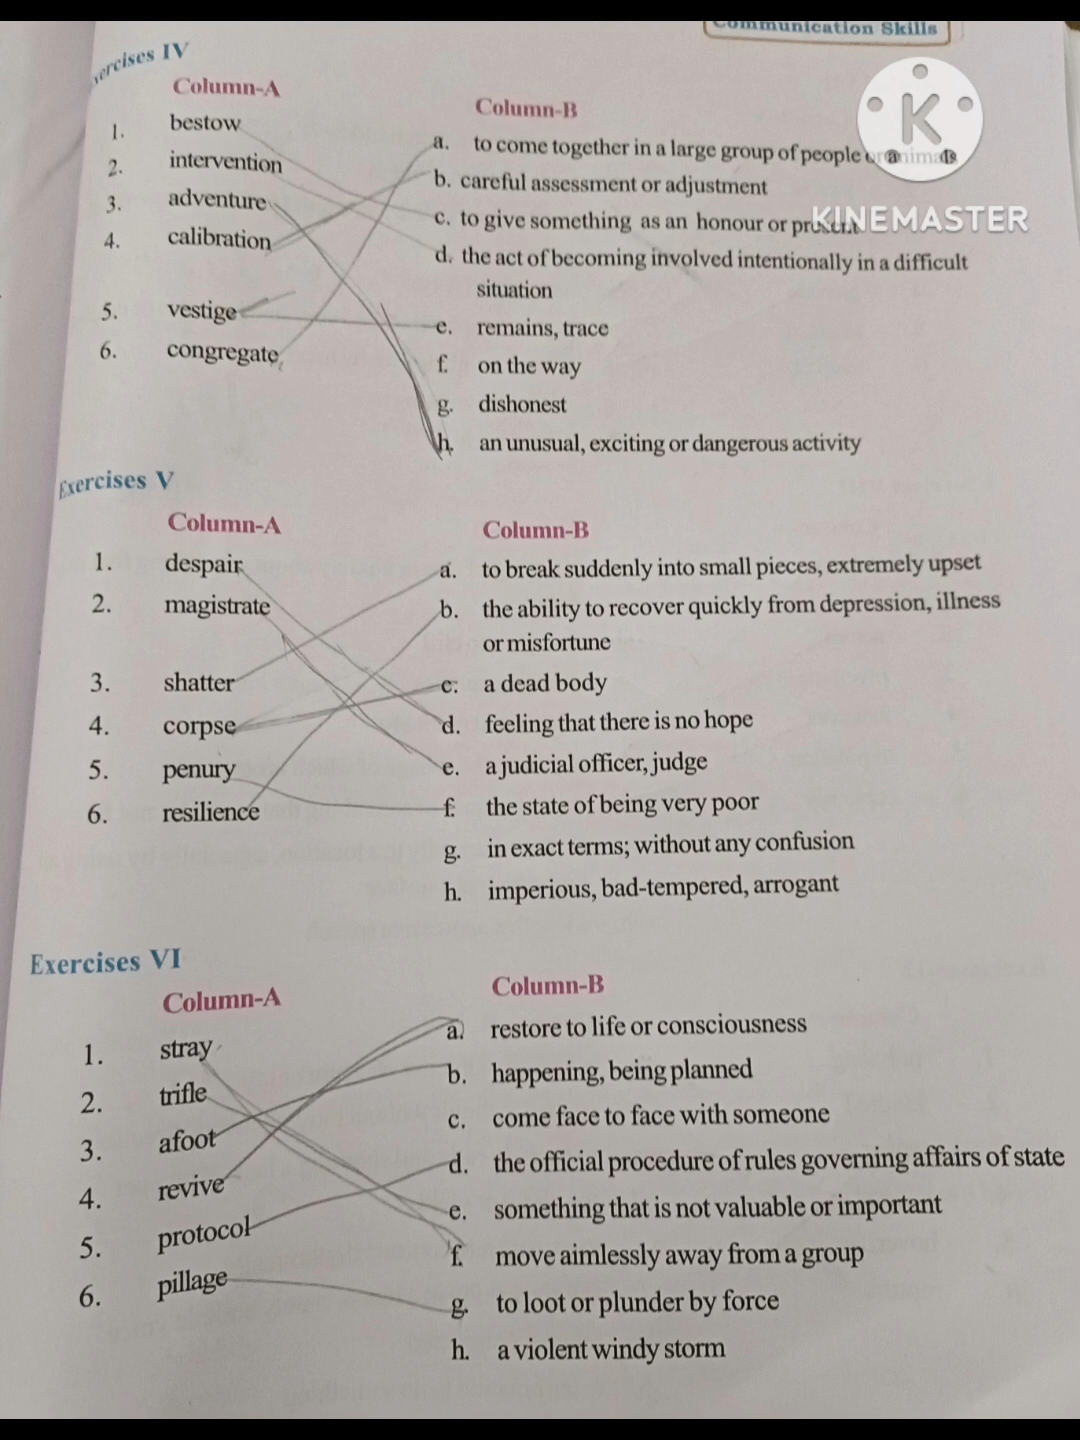 Communication Skills
Exercises IV
Column-A
Column-B
1. bestow
a. to come together in a large group of people or animals
2. intervention
b. careful assessment or adjustment
3. adventure
c. to give something as an honour or present
4. calibration
d. the act of becoming involved intentionally in a difficult
situation
5. vestige
e. remains, trace
6. congregate
f. on the way
g. dishonest
h. an unusual, exciting or dangerous activity
K
KINEMASTER
Exercises V
Column-A
Column-B
1. despair
a. to break suddenly into small pieces, extremely upset
2. magistrate
b. the ability to recover quickly from depression, illness
or misfortune
3. shatter
c. a dead body
4. corpse
d. feeling that there is no hope
5. penury
e. a judicial officer, judge
6. resilience
f. the state of being very poor
g. in exact terms; without any confusion
h. imperious, bad-tempered, arrogant
Exercises VI
Column-A
Column-B
1. stray
a. restore to life or consciousness
2. trifle
b. happening, being planned
3. afoot
c. come face to face with someone
4. revive
d. the official procedure of rules governing affairs of state
5. protocol
e. something that is not valuable or important
6. pillage
f. move aimlessly away from a group
g. to loot or plunder by force
h. a violent windy storm